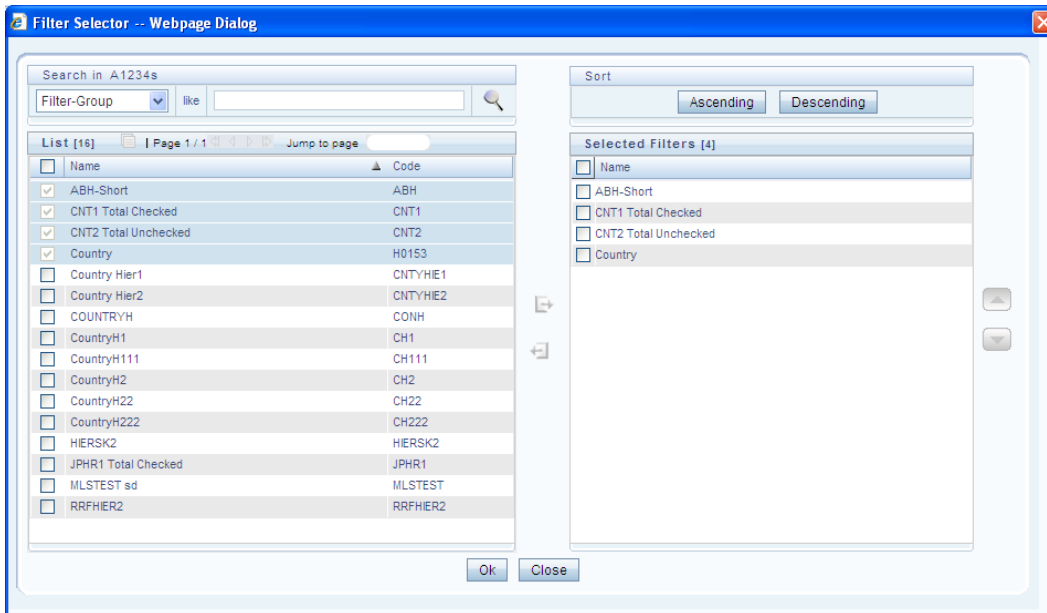 Filter Selector -- Webpage Dialog
Search in A1234s
Filter-Group like
List [16] Page 1 / 1 Jump to page
Name Code
ABH-Short ABH
CNT1 Total Checked CNT1
CNT2 Total Unchecked CNT2
Country H0153
Country Hier1 CNTYHIE1
Country Hier2 CNTYHIE2
COUNTRYH CONH
CountryH1 CH1
CountryH111 CH111
CountryH2 CH2
CountryH22 CH22
CountryH222 CH222
HIERSK2 HIERSK2
JPHR1 Total Checked JPHR1
MLSTEST sd MLSTEST
RRFHIER2 RRFHIER2
Sort
Ascending Descending
Selected Filters [4]
Name
ABH-Short
CNT1 Total Checked
CNT2 Total Unchecked
Country
Ok Close